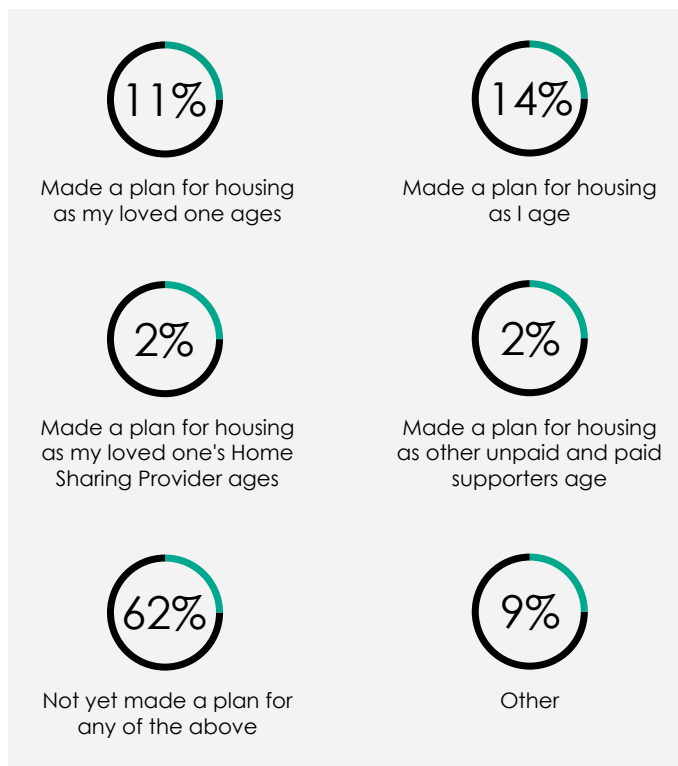 11%
Made a plan for housing
as my loved one ages
14%
Made a plan for housing
as I age
2%
Made a plan for housing
as my loved one's Home
Sharing Provider ages
2%
Made a plan for housing
as other unpaid and paid
supporters age
62%
Not yet made a plan for
any of the above
9%
Other